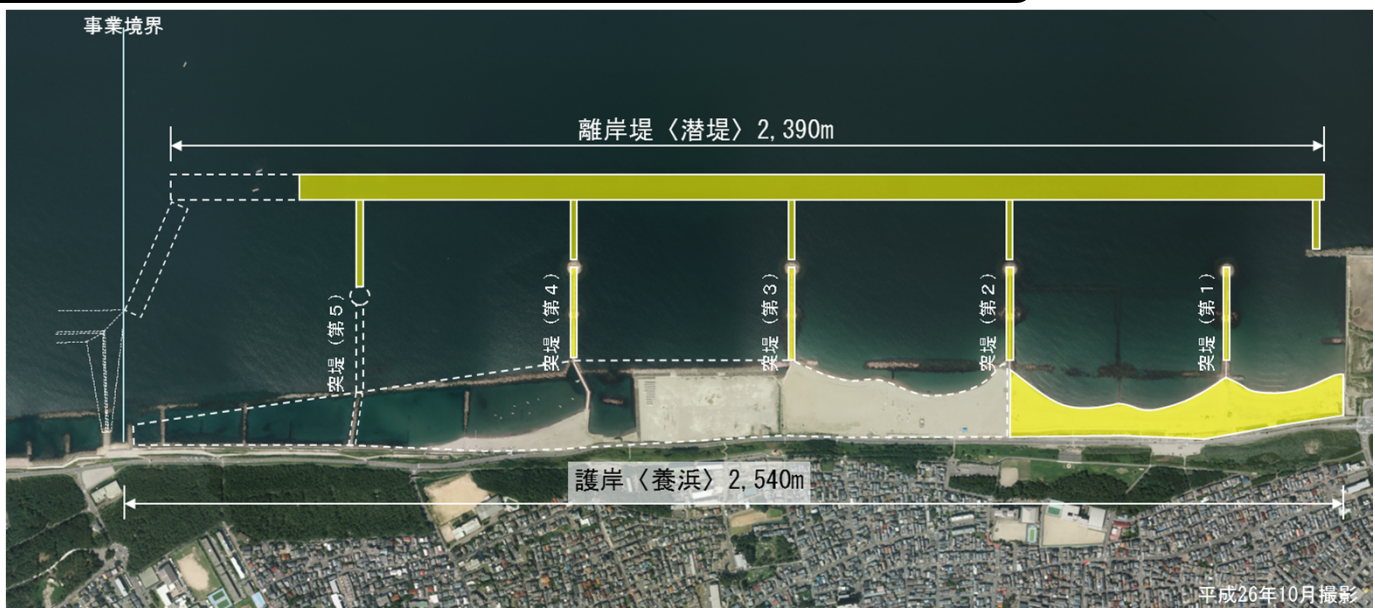 事業境界
離岸堤〈潜堤〉2,390m
突堤（第５）
突堤（第４）
突堤（第３）
突堤（第２）
突堤（第１）
護岸〈養浜〉2,540m
平成26年10月撮影